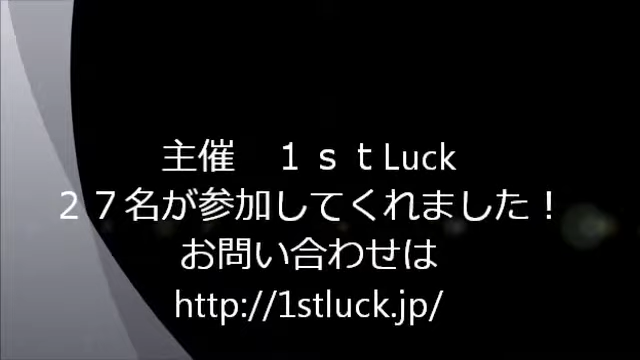 主催　１ｓｔLuck
２７名が参加してくれました！
お問い合わせは
http://1stluck.jp/